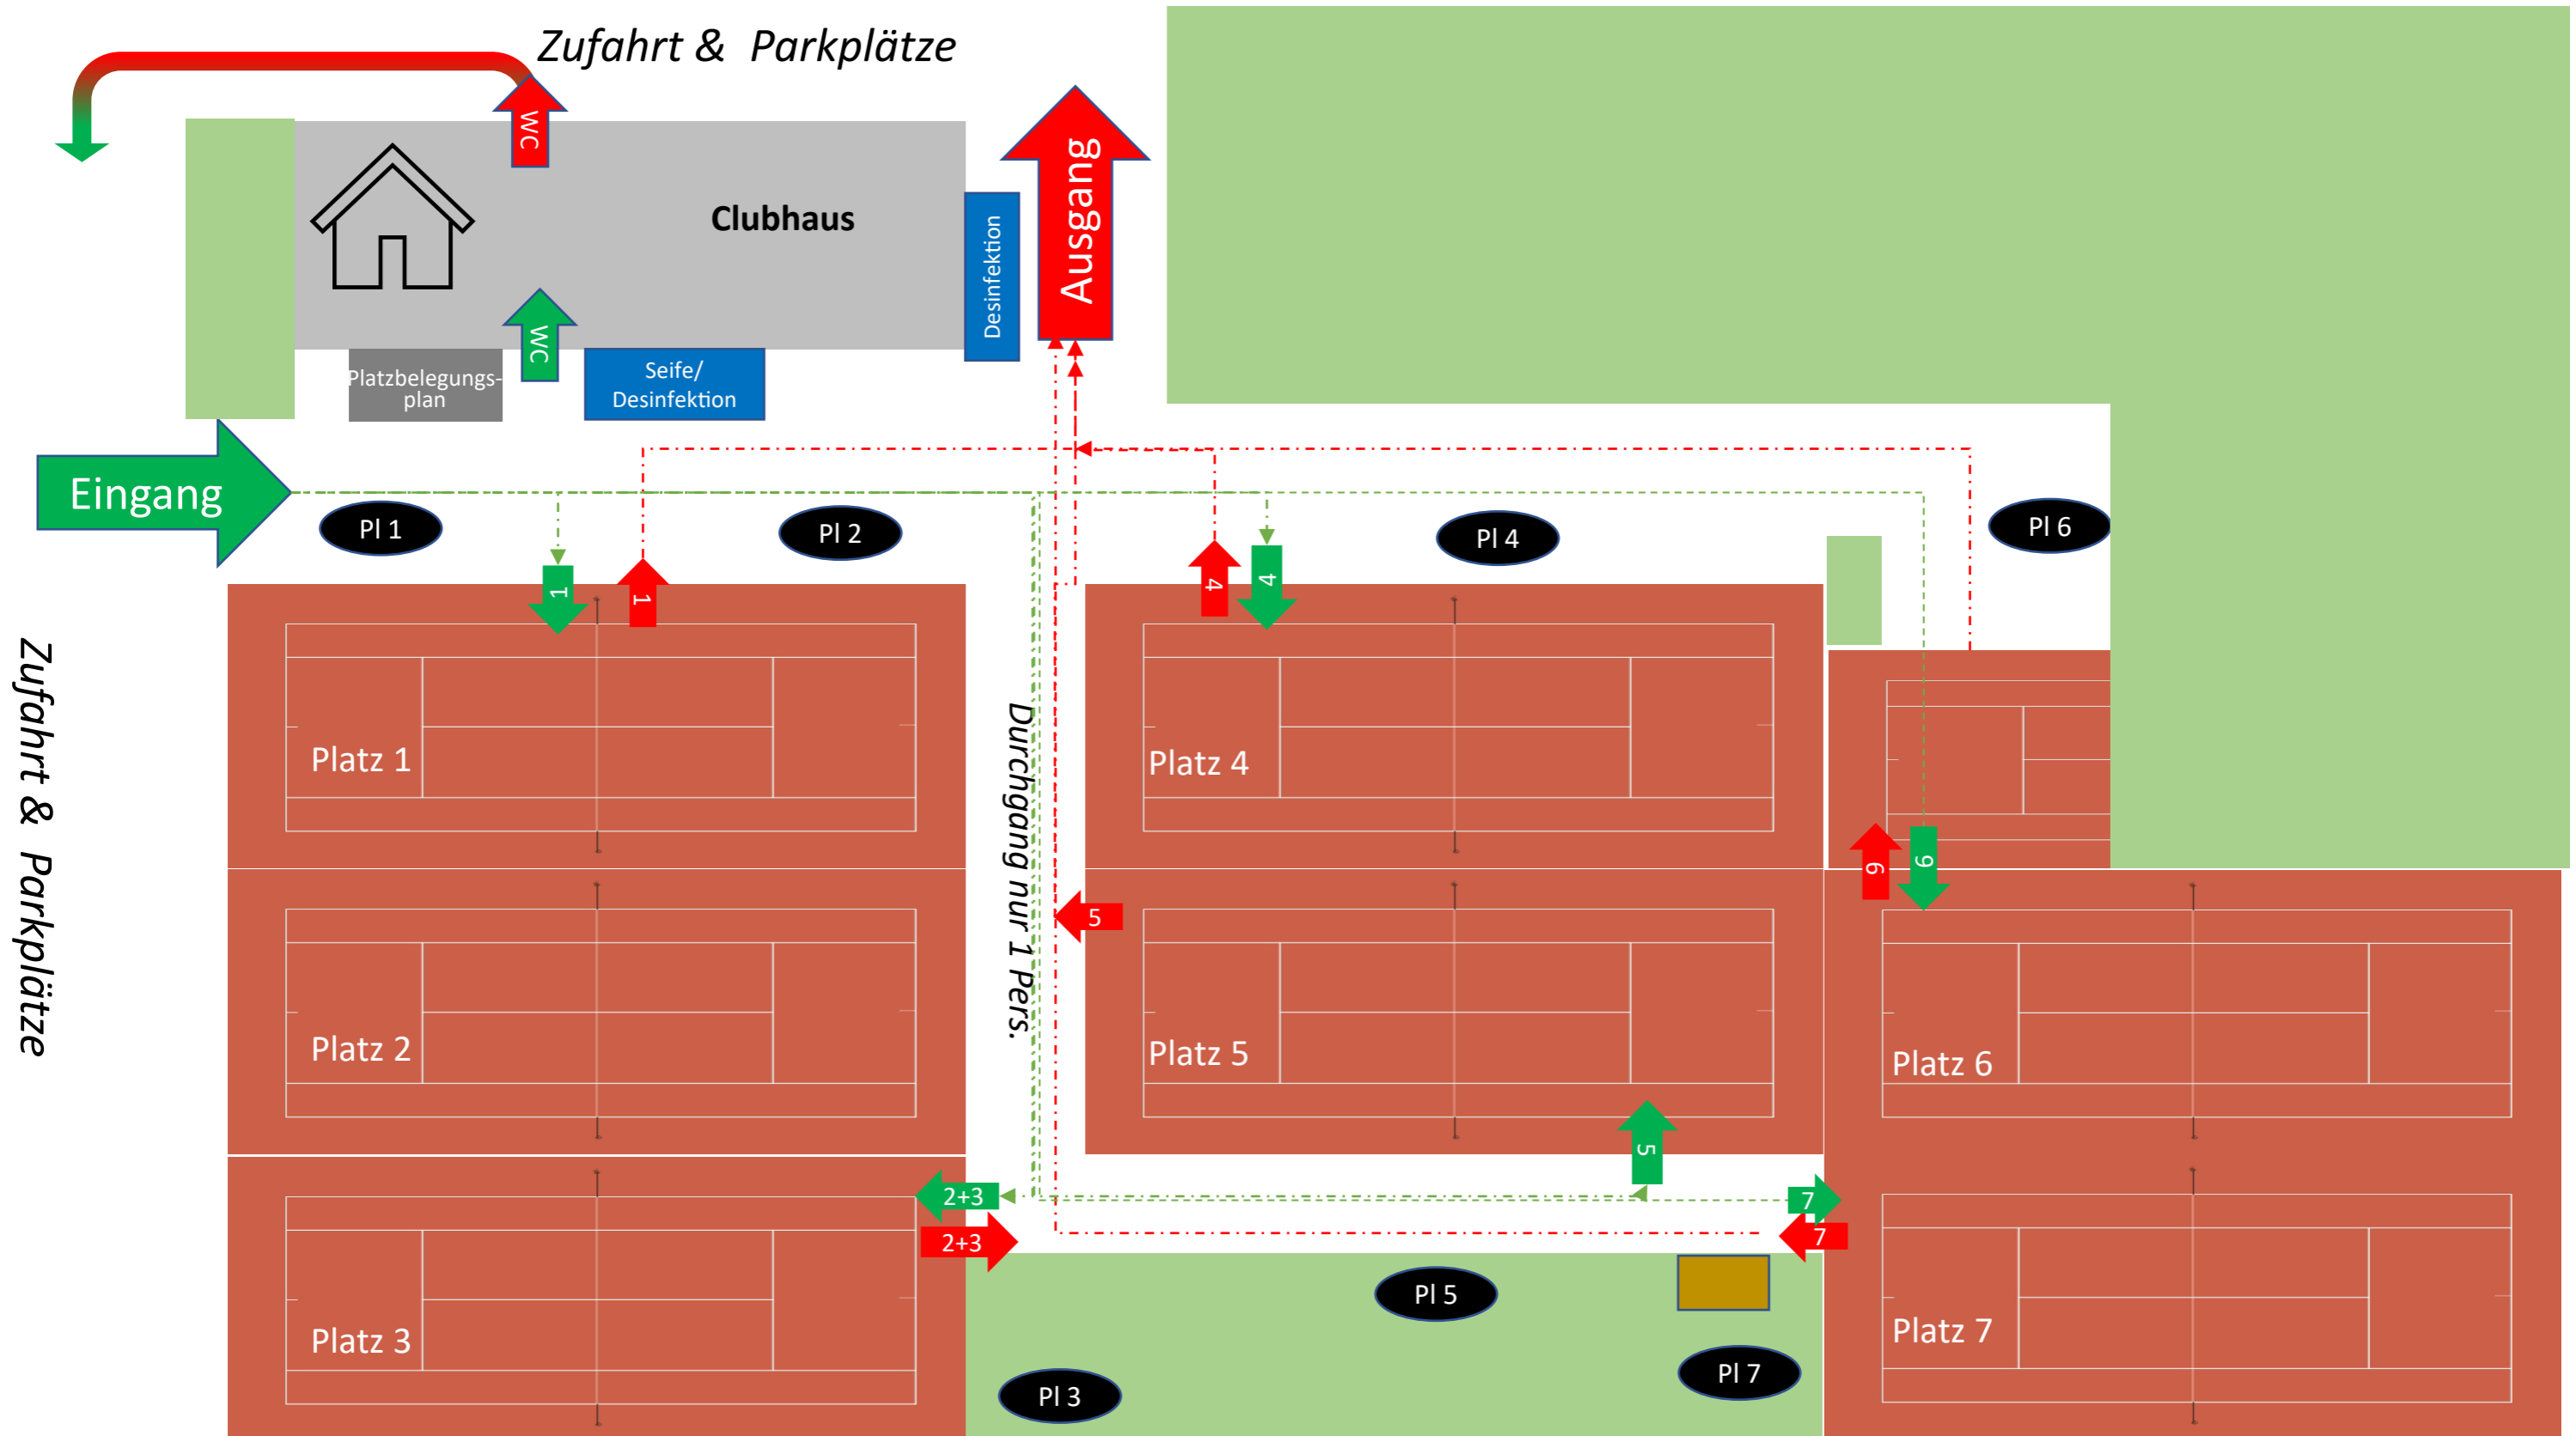 Zufahrt & Parkplätze
WC
Clubhaus
Desinfektion
Ausgang
WC
Platzbelegungs-
plan
Seife/
Desinfektion
Eingang
Pl 1
Pl 2
Pl 4
Pl 6
1
1
4
4
Zufahrt & Parkplätze
Durchgang nur 1 Pers.
Platz 1
Platz 4
6
6
5
Platz 2
Platz 5
Platz 6
5
2+3
7
2+3
7
Platz 3
Pl 5
Platz 7
Pl 3
Pl 7